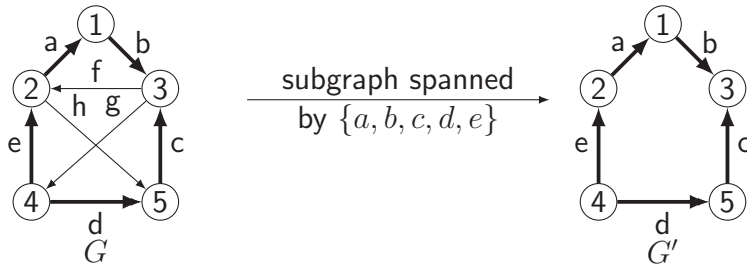 1
a
b
f
2
3
h
g
e
c
4
5
d
G
subgraph spanned
by {a, b, c, d, e}
1
a
b
2
3
e
c
4
5
d
G′